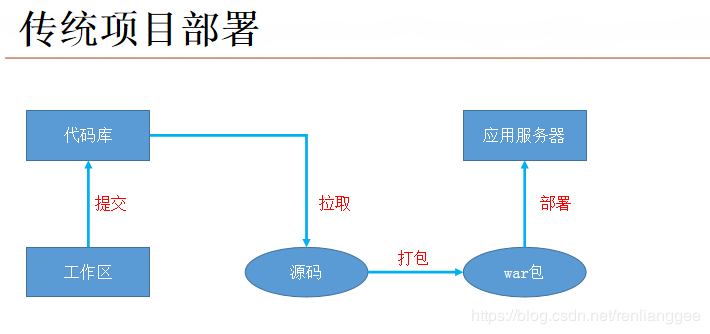 传统项目部署
代码库
应用服务器
提交
拉取
部署
工作区
源码
打包
war包
https://blog.csdn.net/renlianggee